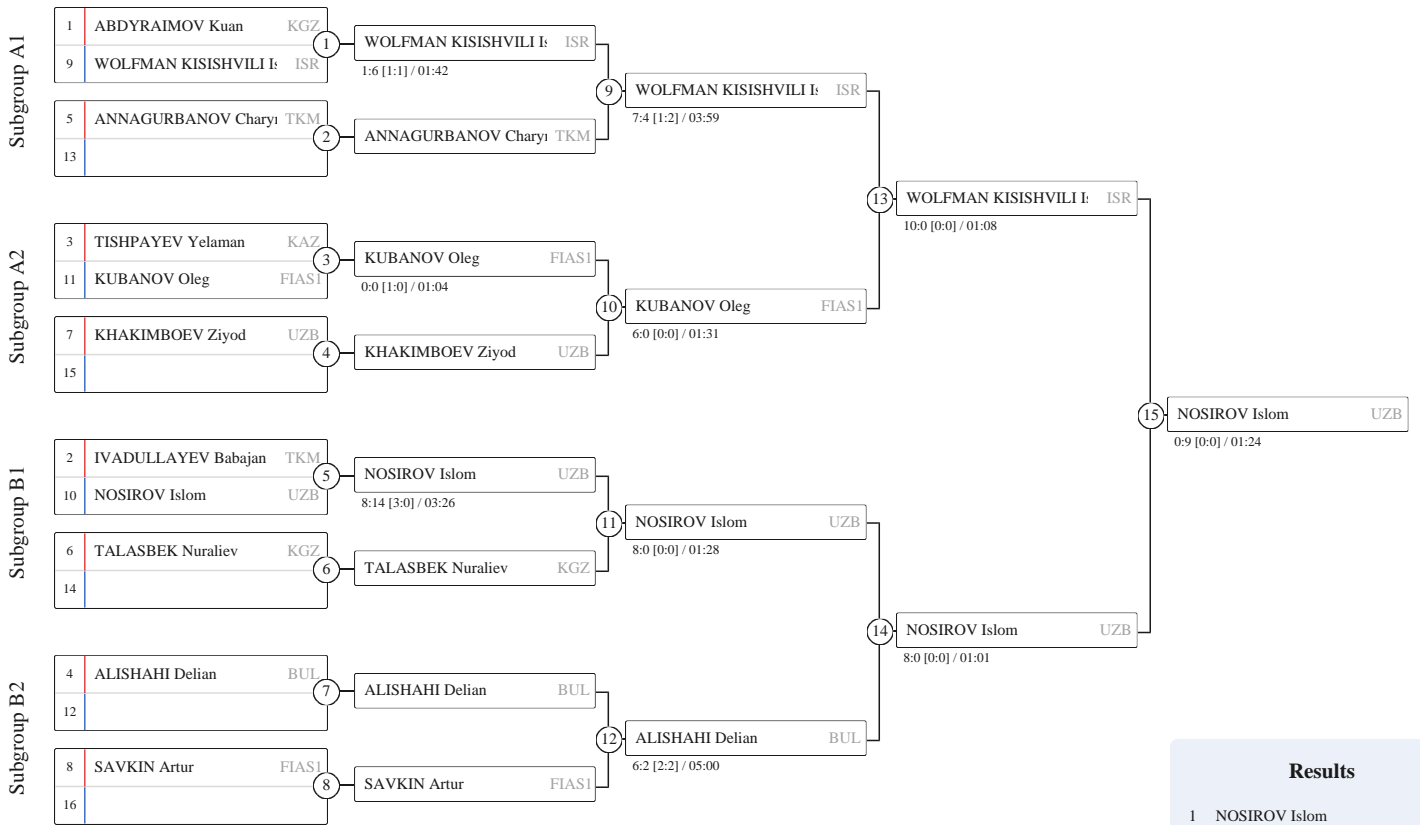 Subgroup A1
1 ABDYRAIMOV Kuan KGZ
9 WOLFMAN KISISHVILI Is ISR
5 ANNAGURBANOV Chary TKM
13
1
2
WOLFMAN KISISHVILI Is ISR
1:6 [1:1] / 01:42
ANNAGURBANOV Chary TKM
9
WOLFMAN KISISHVILI Is ISR
7:4 [1:2] / 03:59
Subgroup A2
3 TISHPAYEV Yelaman KAZ
11 KUBANOV Oleg FIAS1
7 KHAKIMBOEV Ziyod UZB
15
3
4
KUBANOV Oleg FIAS1
0:0 [1:0] / 01:04
KHAKIMBOEV Ziyod UZB
10
KUBANOV Oleg FIAS1
6:0 [0:0] / 01:31
13
WOLFMAN KISISHVILI Is ISR
10:0 [0:0] / 01:08
Subgroup B1
2 IVADULLAYEV Babajan TKM
10 NOSIROV Islom UZB
6 TALASBEK Nuraliev KGZ
14
5
6
NOSIROV Islom UZB
8:14 [3:0] / 03:26
TALASBEK Nuraliev KGZ
11
NOSIROV Islom UZB
8:0 [0:0] / 01:28
Subgroup B2
4 ALISHAHI Delian BUL
12
8 SAVKIN Artur FIAS1
16
7
8
ALISHAHI Delian BUL
SAVKIN Artur FIAS1
12
ALISHAHI Delian BUL
6:2 [2:2] / 05:00
14
NOSIROV Islom UZB
8:0 [0:0] / 01:01
15
NOSIROV Islom UZB
0:9 [0:0] / 01:24
Results
1 NOSIROV Islom